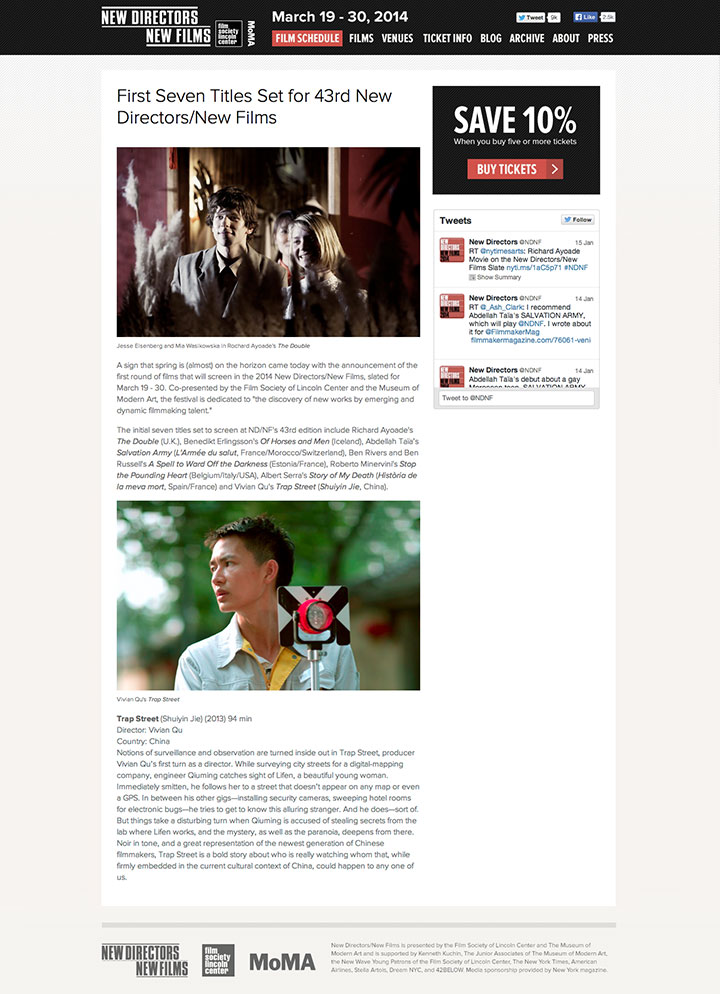 NEW DIRECTORS
NEW FILMS
film
society
lincoln
center
MoMA
March 19 - 30, 2014
Tweet
9k
Like
2.5k
FILM SCHEDULE
FILMS
VENUES
TICKET INFO
BLOG
ARCHIVE
ABOUT
PRESS
First Seven Titles Set for 43rd New
Directors/New Films
Jesse Eisenberg and Mia Wasikowska in Rochard Ayoade's The Double
A sign that spring is (almost) on the horizon came today with the announcement of the
first round of films that will screen in the 2014 New Directors/New Films, slated for
March 19 - 30. Co-presented by the Film Society of Lincoln Center and the Museum of
Modern Art, the festival is dedicated to "the discovery of new works by emerging and
dynamic filmmaking talent."
The initial seven titles set to screen at ND/NF's 43rd edition include Richard Ayoade's
The Double (U.K.), Benedikt Erlingsson's Of Horses and Men (Iceland), Abdellah Taïa's
Salvation Army (L'Armée du salut, France/Morocco/Switzerland), Ben Rivers and Ben
Russell's A Spell to Ward Off the Darkness (Estonia/France), Roberto Minervini's Stop
the Pounding Heart (Belgium/Italy/USA), Albert Serra's Story of My Death (Història de
la meva mort, Spain/France) and Vivian Qu's Trap Street (Shuiyin Jie, China).
Vivian Qu's Trap Street
Trap Street (Shuiyin Jie) (2013) 94 min
Director: Vivian Qu
Country: China
Notions of surveillance and observation are turned inside out in Trap Street, producer
Vivian Qu's first turn as a director. While surveying city streets for a digital-mapping
company, engineer Qiuming catches sight of Lifen, a beautiful young woman.
Immediately smitten, he follows her to a street that doesn't appear on any map or even
a GPS. In between his other gigs—installing security cameras, sweeping hotel rooms
for electronic bugs—he tries to get to know this alluring stranger. And he does—sort of.
But things take a disturbing turn when Qiuming is accused of stealing secrets from the
lab where Lifen works, and the mystery, as well as the paranoia, deepens from there.
Noir in tone, and a great representation of the newest generation of Chinese
filmmakers, Trap Street is a bold story about who is really watching whom that, while
firmly embedded in the current cultural context of China, could happen to any one of
us.
SAVE 10%
When you buy five or more tickets
BUY TICKETS
Tweets
Follow
New Directors @NDNF 15 Jan
RT @nytimesarts: Richard Ayoade
Movie on the New Directors/New
Films Slate nyti.ms/1aC5p71 #NDNF
Show Summary
New Directors @NDNF 14 Jan
RT @_Ash_Clark: I recommend
Abdellah Taïa's SALVATION ARMY,
which will play @NDNF. I wrote about
it for @FilmmakerMag
filmmakermagazine.com/76061-veni
New Directors @NDNF 14 Jan
Abdellah Taïa's debut about a gay
Moroccan teen, SALVATION ARMY
Tweet to @NDNF
NEW DIRECTORS
NEW FILMS
film
society
lincoln
center
MoMA
New Directors/New Films is presented by the Film Society of Lincoln Center and The Museum of
Modern Art and is supported by Kenneth Kuchin, The Junior Associates of The Museum of Modern Art,
the New Wave Young Patrons of the Film Society of Lincoln Center, The New York Times, American
Airlines, Stella Artois, Dream NYC, and 42BELOW. Media sponsorship provided by New York magazine.